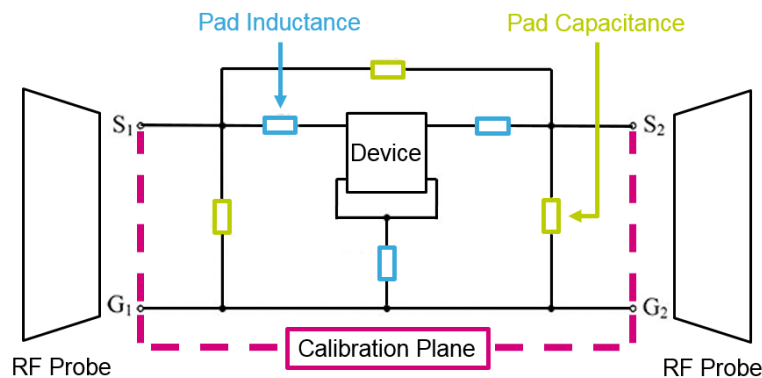 Pad Inductance
Pad Capacitance
S1
S2
Device
G1
G2
Calibration Plane
RF Probe
RF Probe